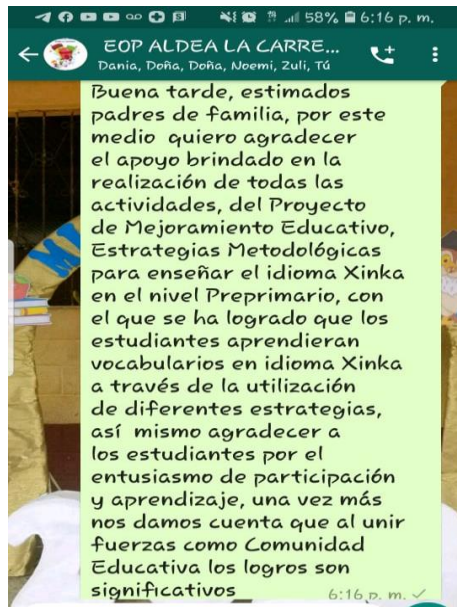 58% 6:16 p. m.
EOP ALDEA LA CARRE...
Dania, Doña, Doña, Noemi, Zuli, Tú
Buena tarde, estimados
padres de familia, por este
medio quiero agradecer
el apoyo brindado en la
realización de todas las
actividades, del Proyecto
de Mejoramiento Educativo,
Estrategias Metodológicas
para enseñar el idioma Xinka
en el nivel Preprimario, con
el que se ha logrado que los
estudiantes aprendieran
vocabularios en idioma Xinka
a través de la utilización
de diferentes estrategias,
así mismo agradecer a
los estudiantes por el
entusiasmo de participación
y aprendizaje, una vez más
nos damos cuenta que al unir
fuerzas como Comunidad
Educativa los logros son
significativos
6:16 p. m.